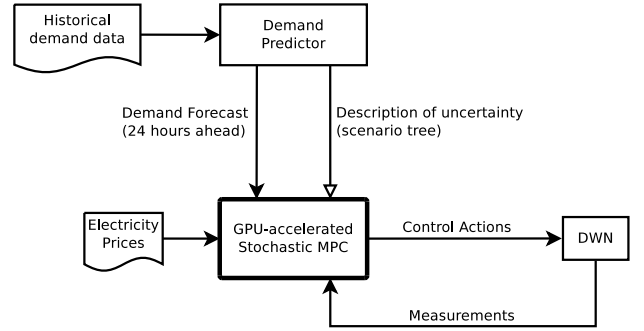 Historical
demand data
Demand
Predictor
Demand Forecast
(24 hours ahead)
Description of uncertainty
(scenario tree)
Electricity
Prices
GPU-accelerated
Stochastic MPC
Control Actions
DWN
Measurements